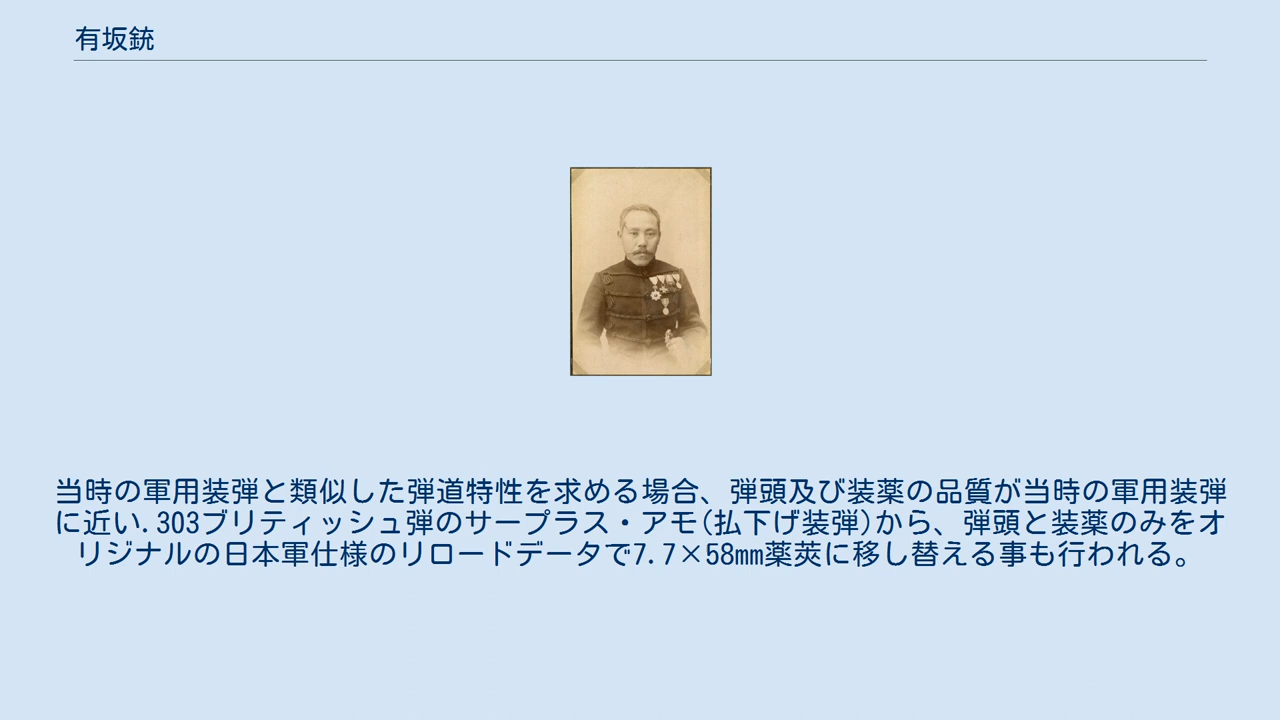 有坂銃
当時の軍用装弾と類似した弾道特性を求める場合、弾頭及び装薬の品質が当時の軍用装弾
に近い.303ブリティッシュ弾のサープラス・アモ(払下げ装弾)から、弾頭と装薬のみをオ
リジナルの日本軍仕様のリロードデータで7.7×58mm薬莢に移し替える事も行われる。